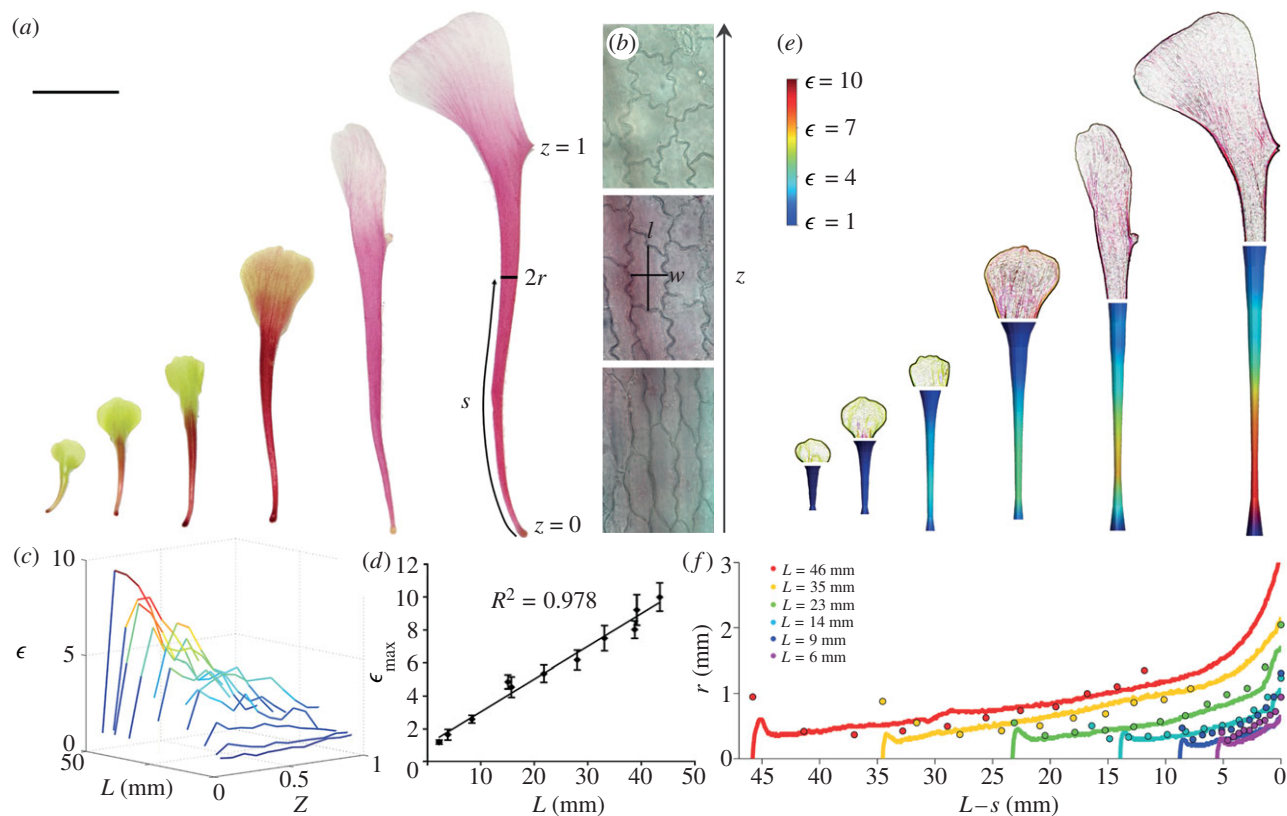 (a)
z = 1
2r
s
z = 0
(b)
l
w
z
(e)
ϵ = 10
ϵ = 7
ϵ = 4
ϵ = 1
(c)
10
5
0
ϵ
50
L (mm)
0
0.5
1
Z
(d)
12
10
8
6
4
2
0
ϵmax
R² = 0.978
10
20
30
40
50
L (mm)
(f)
3
2
1
0
r (mm)
L = 46 mm
L = 35 mm
L = 23 mm
L = 14 mm
L = 9 mm
L = 6 mm
45 40 35 30 25 20 15 10 5 0
L–s (mm)